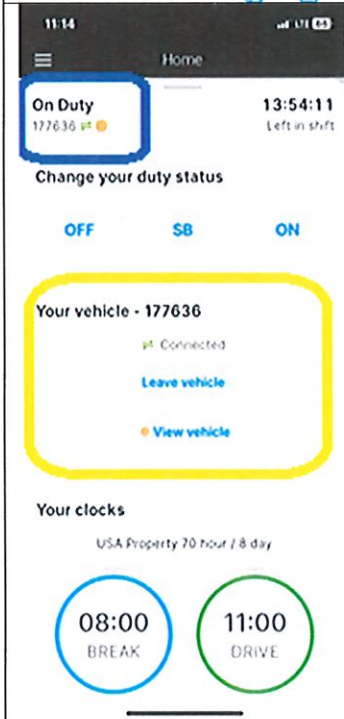 11:14
LTE
Home
On Duty 13:54:11
177636 Left in shift
Change your duty status
OFF SB ON
Your vehicle - 177636
Connected
Leave vehicle
View vehicle
Your clocks
USA Property 70 hour / 8 day
08:00 11:00
BREAK DRIVE